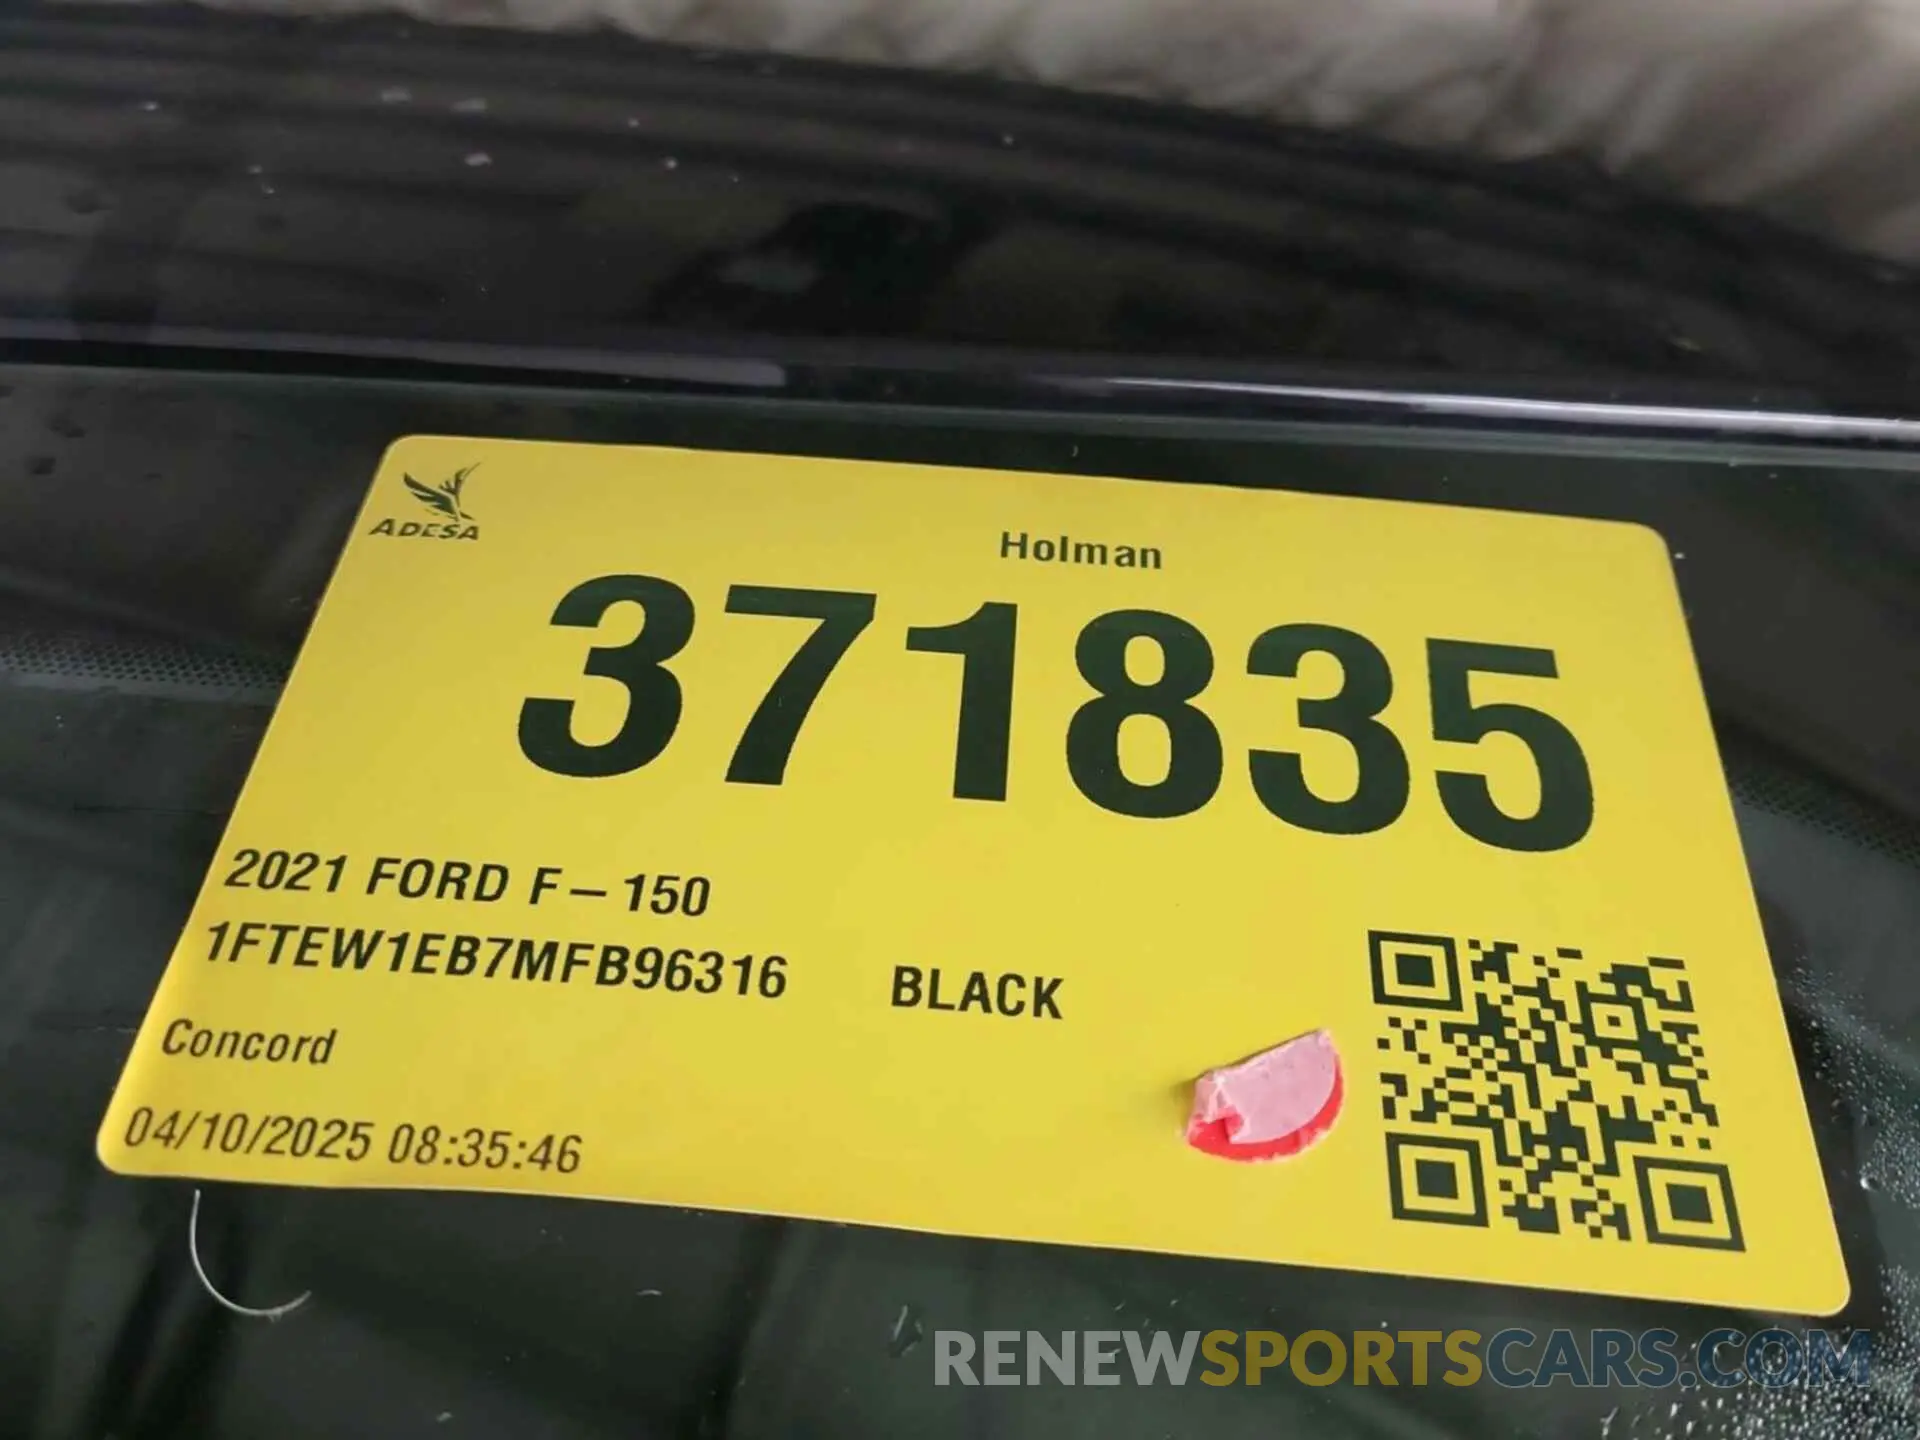 ADESA
Holman
371835
2021 FORD F-150
1FTEW1EB7MFB96316 BLACK
Concord
04/10/2025 08:35:46
RENEWSPORTSCARS.COM